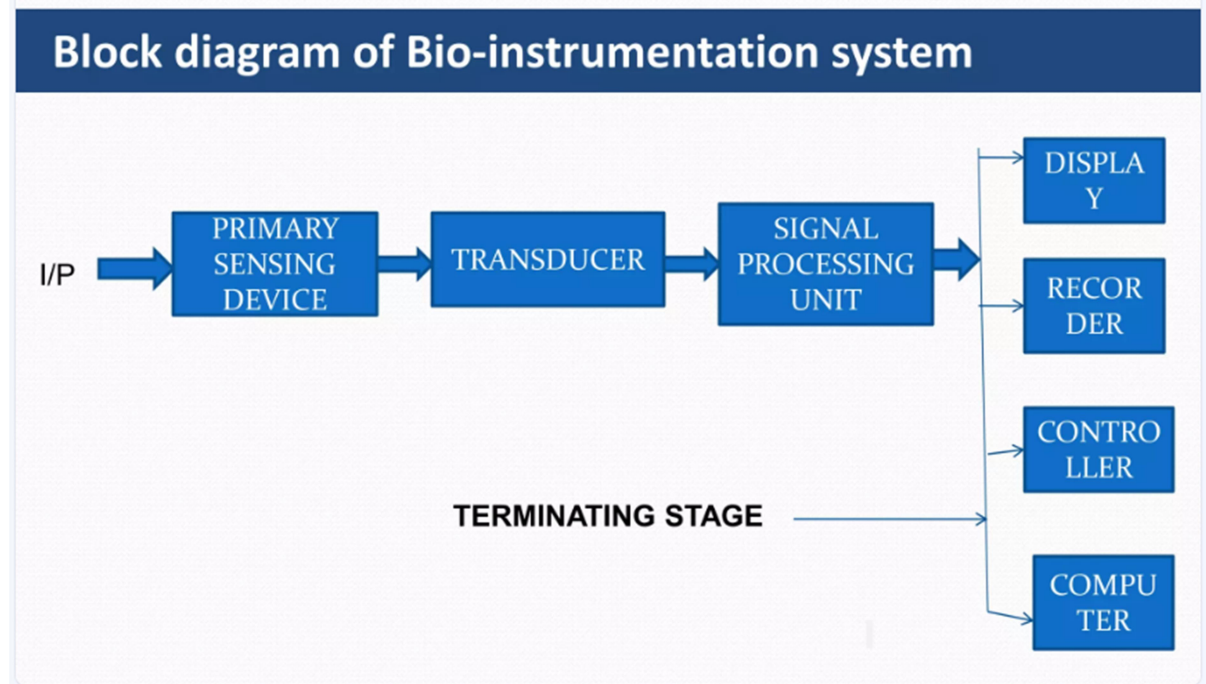 Block diagram of Bio-instrumentation system
I/P
PRIMARY
SENSING
DEVICE
TRANSDUCER
SIGNAL
PROCESSING
UNIT
DISPLA
Y
RECOR
DER
CONTRO
LLER
TERMINATING STAGE
COMPU
TER